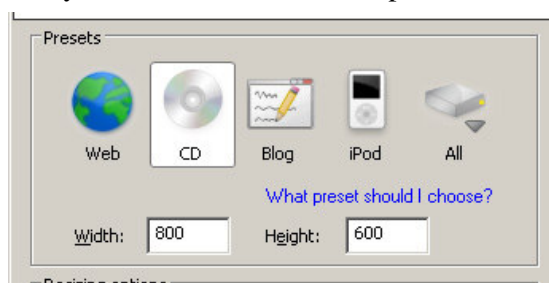 Presets
Web CD Blog iPod All
What preset should I choose?
Width: 800 Height: 600